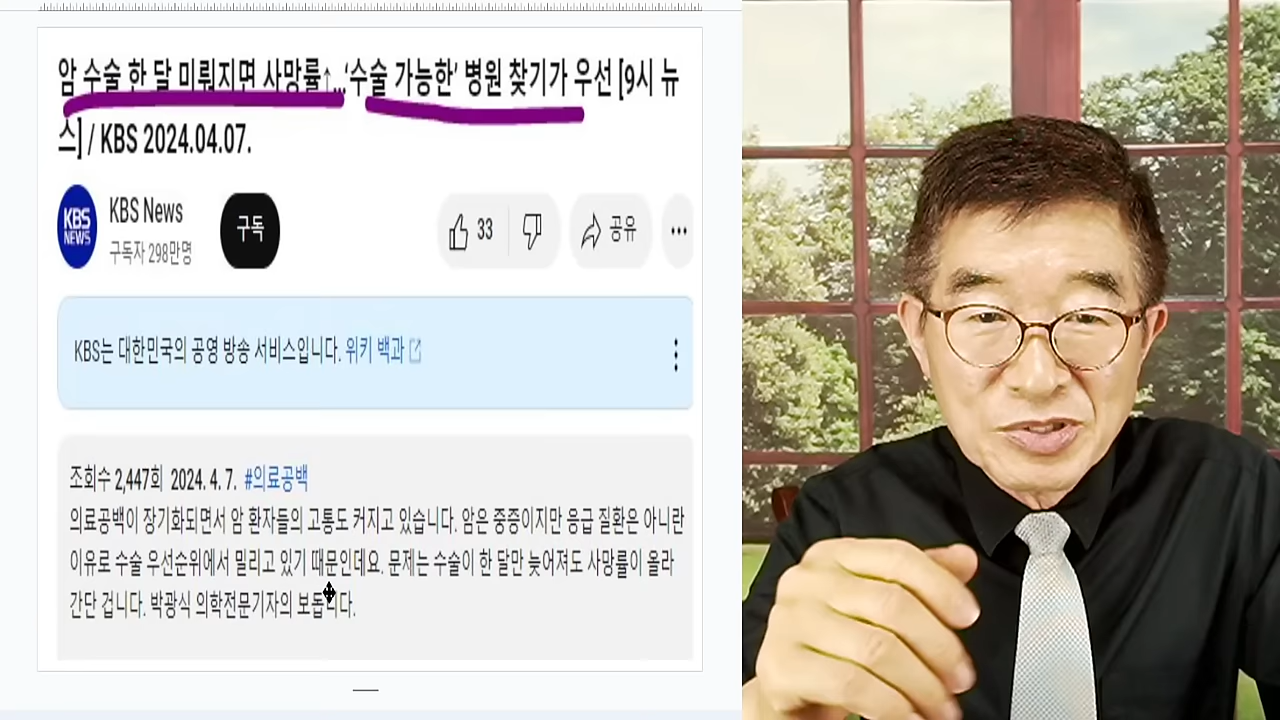 암 수술 한 달 미뤄지면 사망률↑…‘수술 가능한’ 병원 찾기가 우선 [9시 뉴
스] / KBS 2024.04.07.
KBS NEWS
KBS News
구독자 298만명
구독
33
공유
KBS는 대한민국의 공영 방송 서비스입니다. 위키 백과
조회수 2,447회 2024. 4. 7. #의료공백
의료공백이 장기화되면서 암 환자들의 고통도 커지고 있습니다. 암은 중증이지만 응급 질환은 아니란
이유로 수술 우선순위에서 밀리고 있기 때문인데요. 문제는 수술이 한 달만 늦어져도 사망률이 올라
간단 겁니다. 박광식 의학전문기자의 보돕니다.